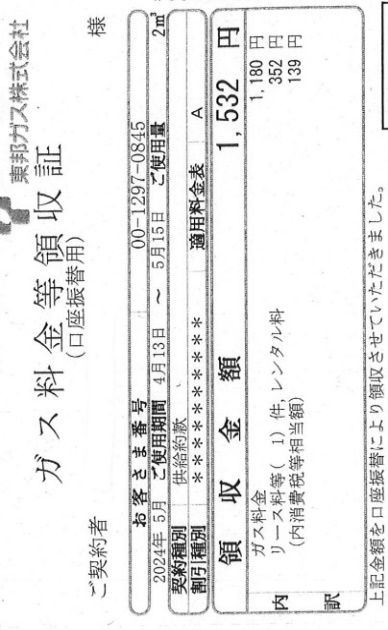 東邦ガス株式会社
ガス料金等領収証
(口座振替用)
ご契約者 様
お客さま番号 00-1297-0845
2024年 5月 ご使用期間 4月13日 ～ 5月15日 ご使用量 2㎥
契約種別 供給約款
割引種別 ********* 適用料金表 A
領収金額 1,532 円
内訳
ガス料金 1,180 円
リース料等( 1) 件,レンタル料 352 円
(内消費税等相当額) 139 円
上記金額を口座振替により領収させていただきました。